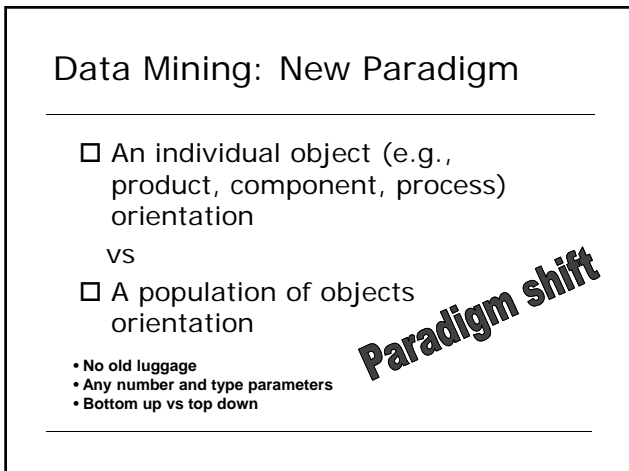 Data Mining: New Paradigm
An individual object (e.g.,
product, component, process)
orientation
vs
A population of objects
orientation
Paradigm shift
• No old luggage
• Any number and type parameters
• Bottom up vs top down